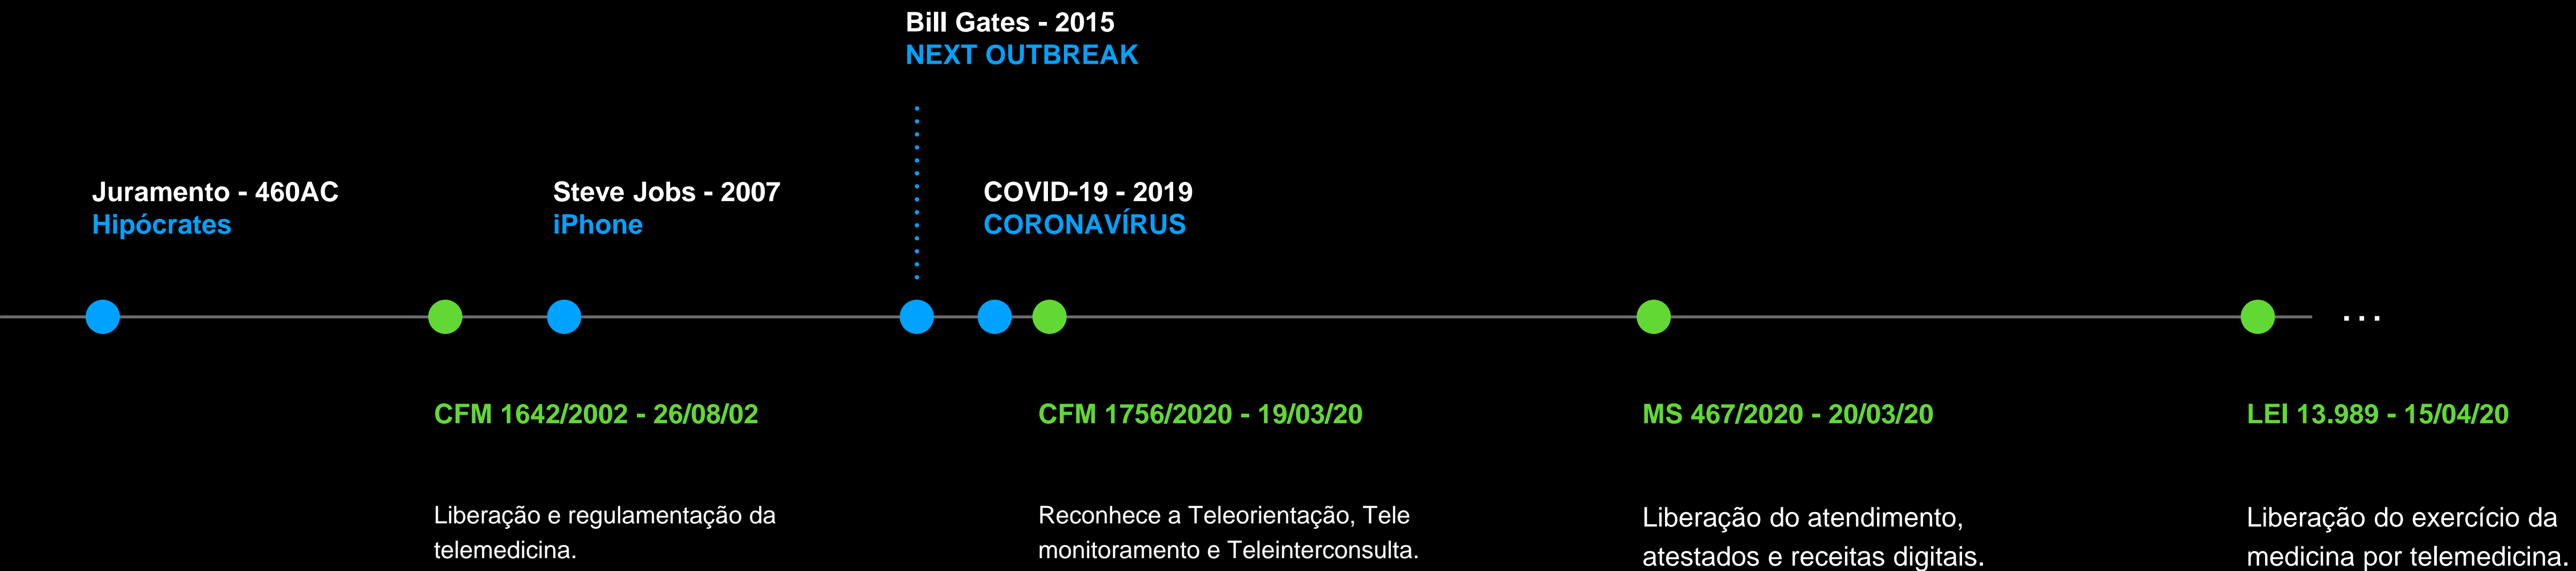 Bill Gates - 2015
NEXT OUTBREAK
Juramento - 460AC
Hipócrates
Steve Jobs - 2007
iPhone
COVID-19 - 2019
CORONAVÍRUS
...
CFM 1642/2002 - 26/08/02
Liberação e regulamentação da
telemedicina.
CFM 1756/2020 - 19/03/20
Reconhece a Teleorientação, Tele
monitoramento e Teleinterconsulta.
MS 467/2020 - 20/03/20
Liberação do atendimento,
atestados e receitas digitais.
LEI 13.989 - 15/04/20
Liberação do exercício da
medicina por telemedicina.